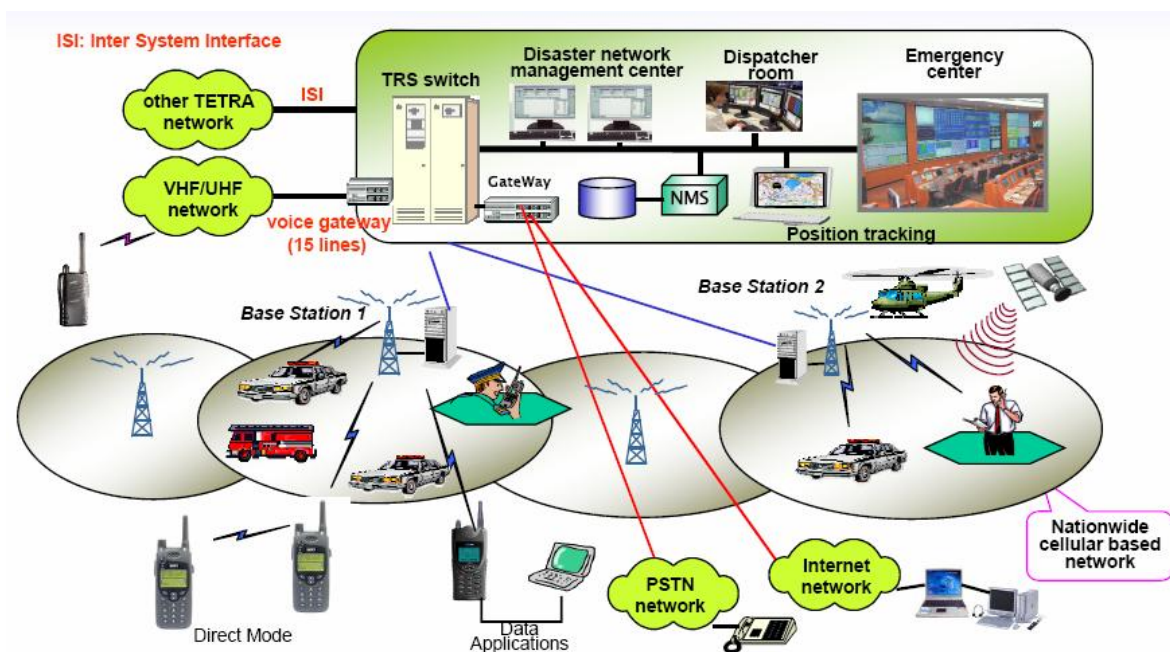 ISI: Inter System Interface
other TETRA
network
ISI
VHF/UHF
network
voice gateway
(15 lines)
TRS switch
Disaster network
management center
Dispatcher
room
Emergency
center
GateWay
NMS
Position tracking
Base Station 1
Base Station 2
Direct Mode
Data
Applications
PSTN
network
Internet
network
Nationwide
cellular based
network